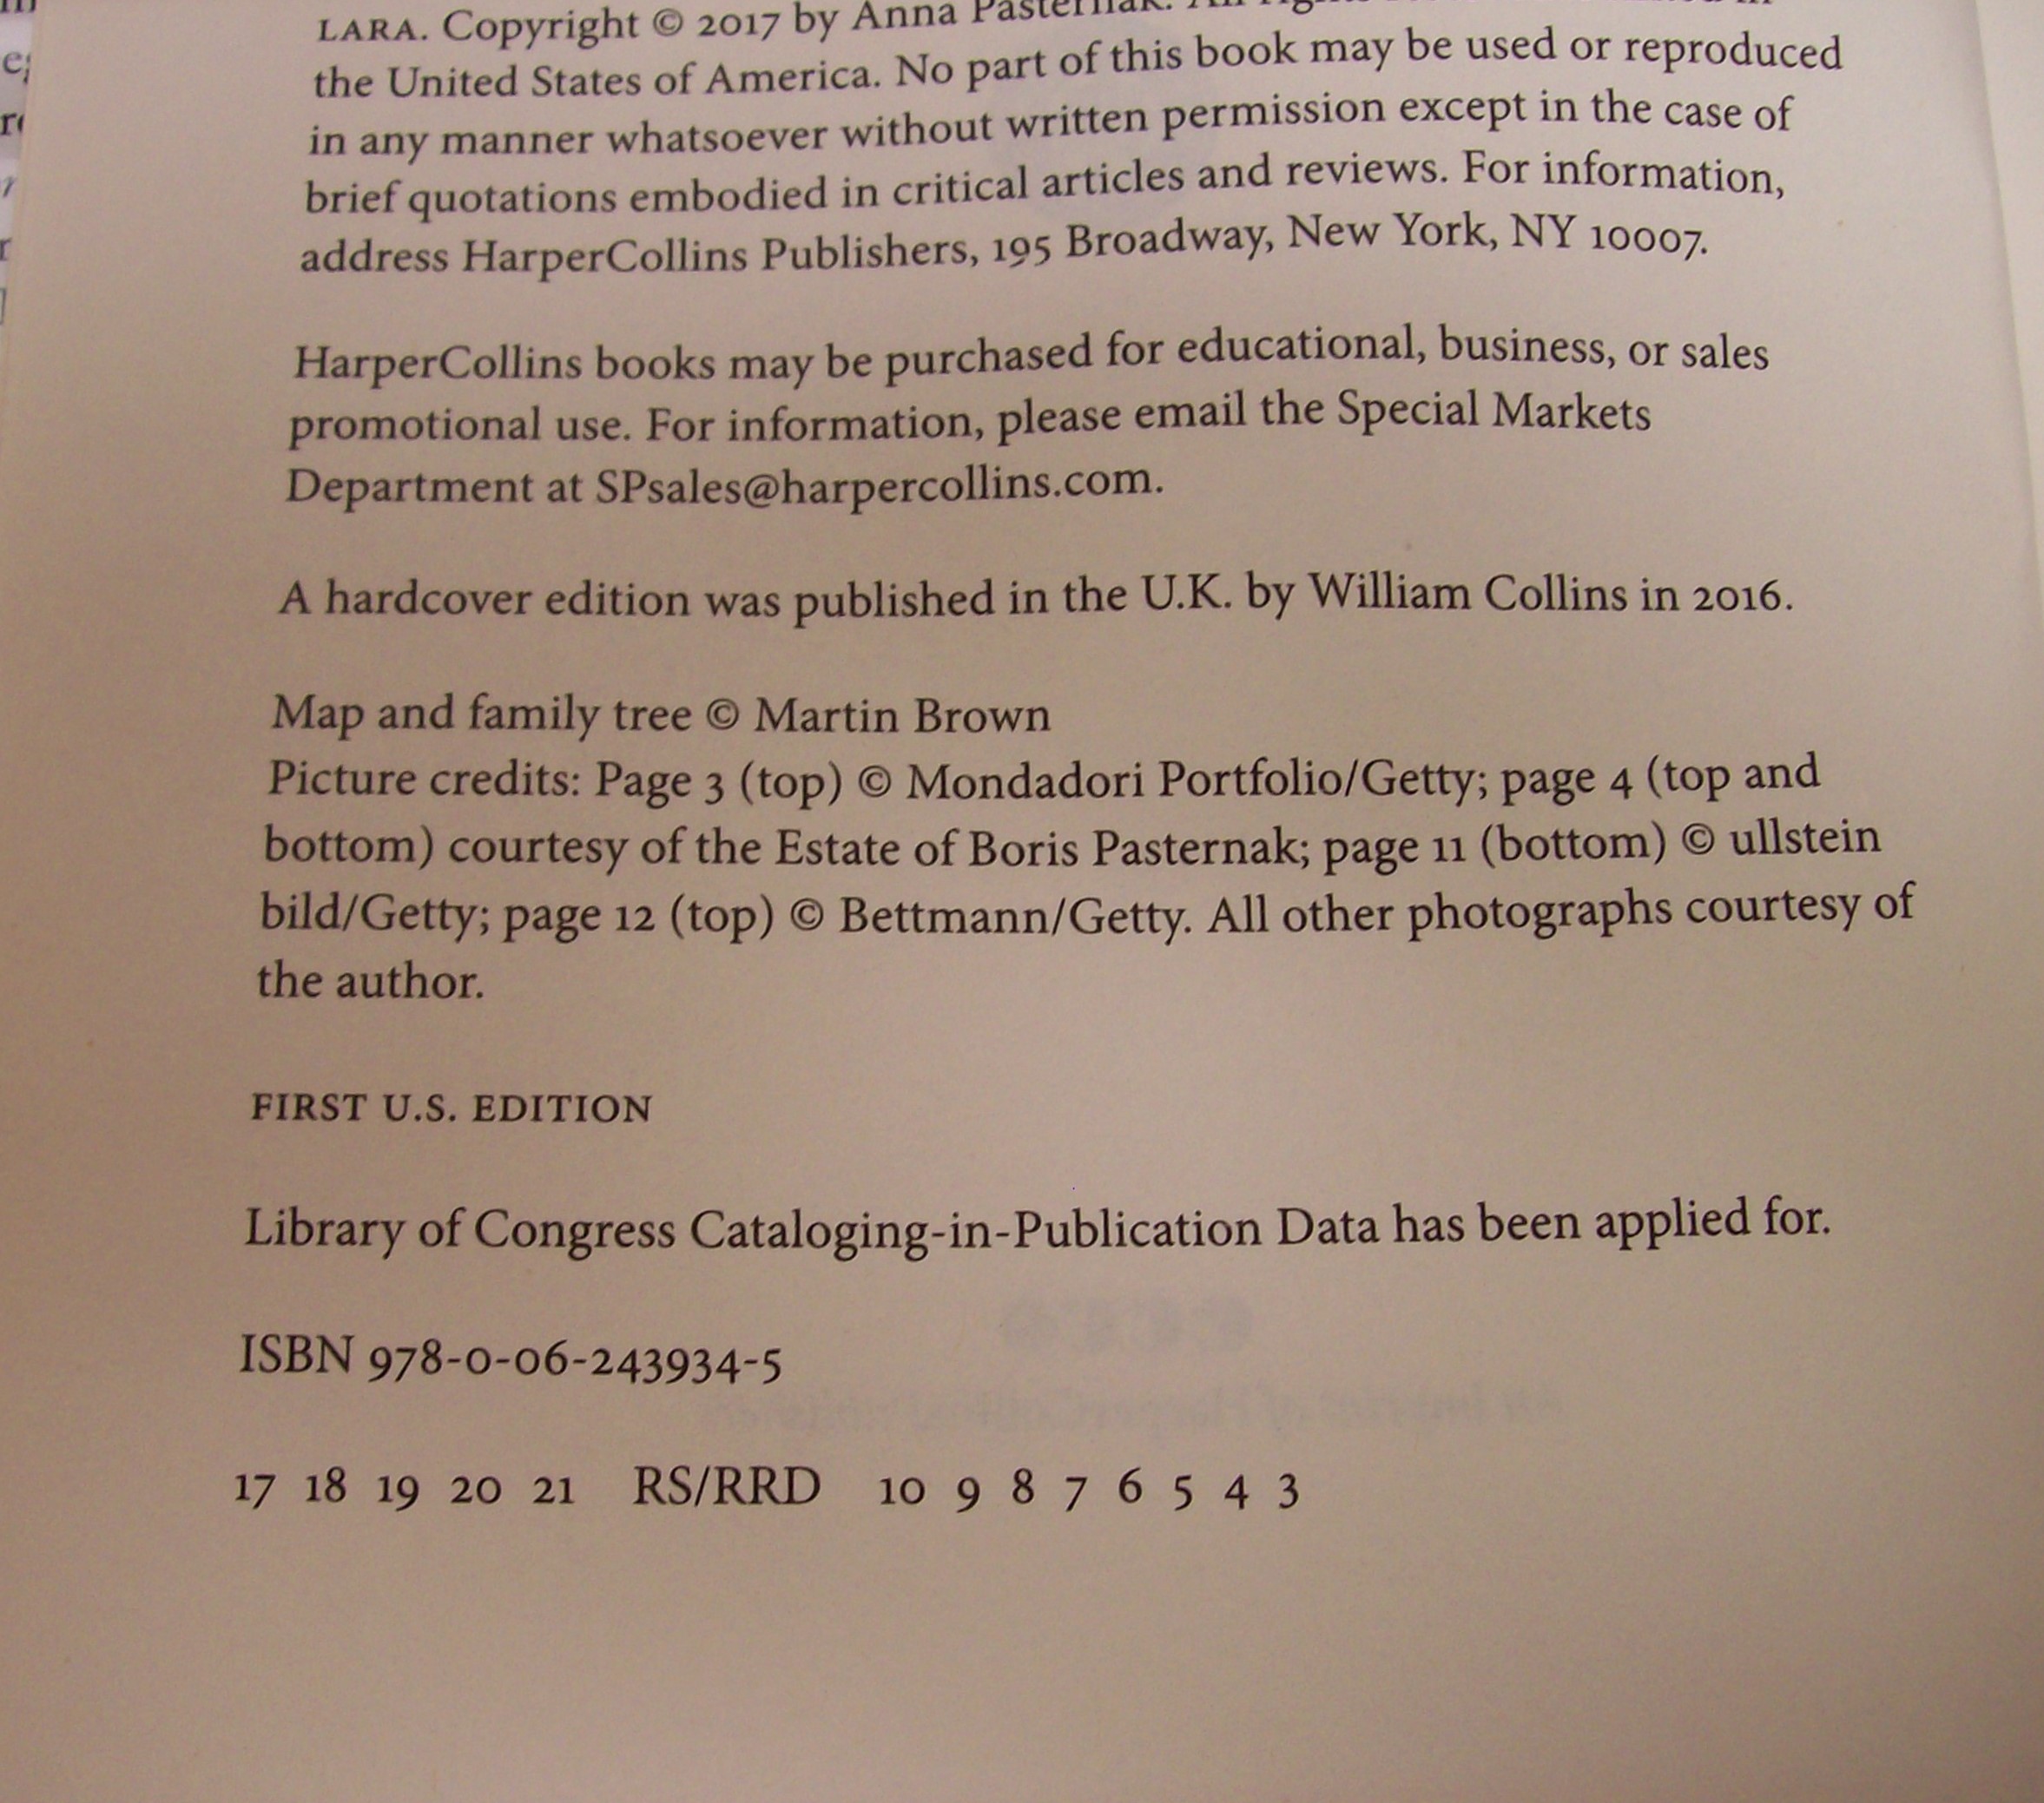 LARA. Copyright © 2017 by Anna Pasternak. All rights
the United States of America. No part of this book may be used or reproduced
in any manner whatsoever without written permission except in the case of
brief quotations embodied in critical articles and reviews. For information,
address HarperCollins Publishers, 195 Broadway, New York, NY 10007.
HarperCollins books may be purchased for educational, business, or sales
promotional use. For information, please email the Special Markets
Department at SPsales@harpercollins.com.
A hardcover edition was published in the U.K. by William Collins in 2016.
Map and family tree © Martin Brown
Picture credits: Page 3 (top) © Mondadori Portfolio/Getty; page 4 (top and
bottom) courtesy of the Estate of Boris Pasternak; page 11 (bottom) © ullstein
bild/Getty; page 12 (top) © Bettmann/Getty. All other photographs courtesy of
the author.
FIRST U.S. EDITION
Library of Congress Cataloging-in-Publication Data has been applied for.
ISBN 978-0-06-243934-5
17 18 19 20 21 RS/RRD 10 9 8 7 6 5 4 3